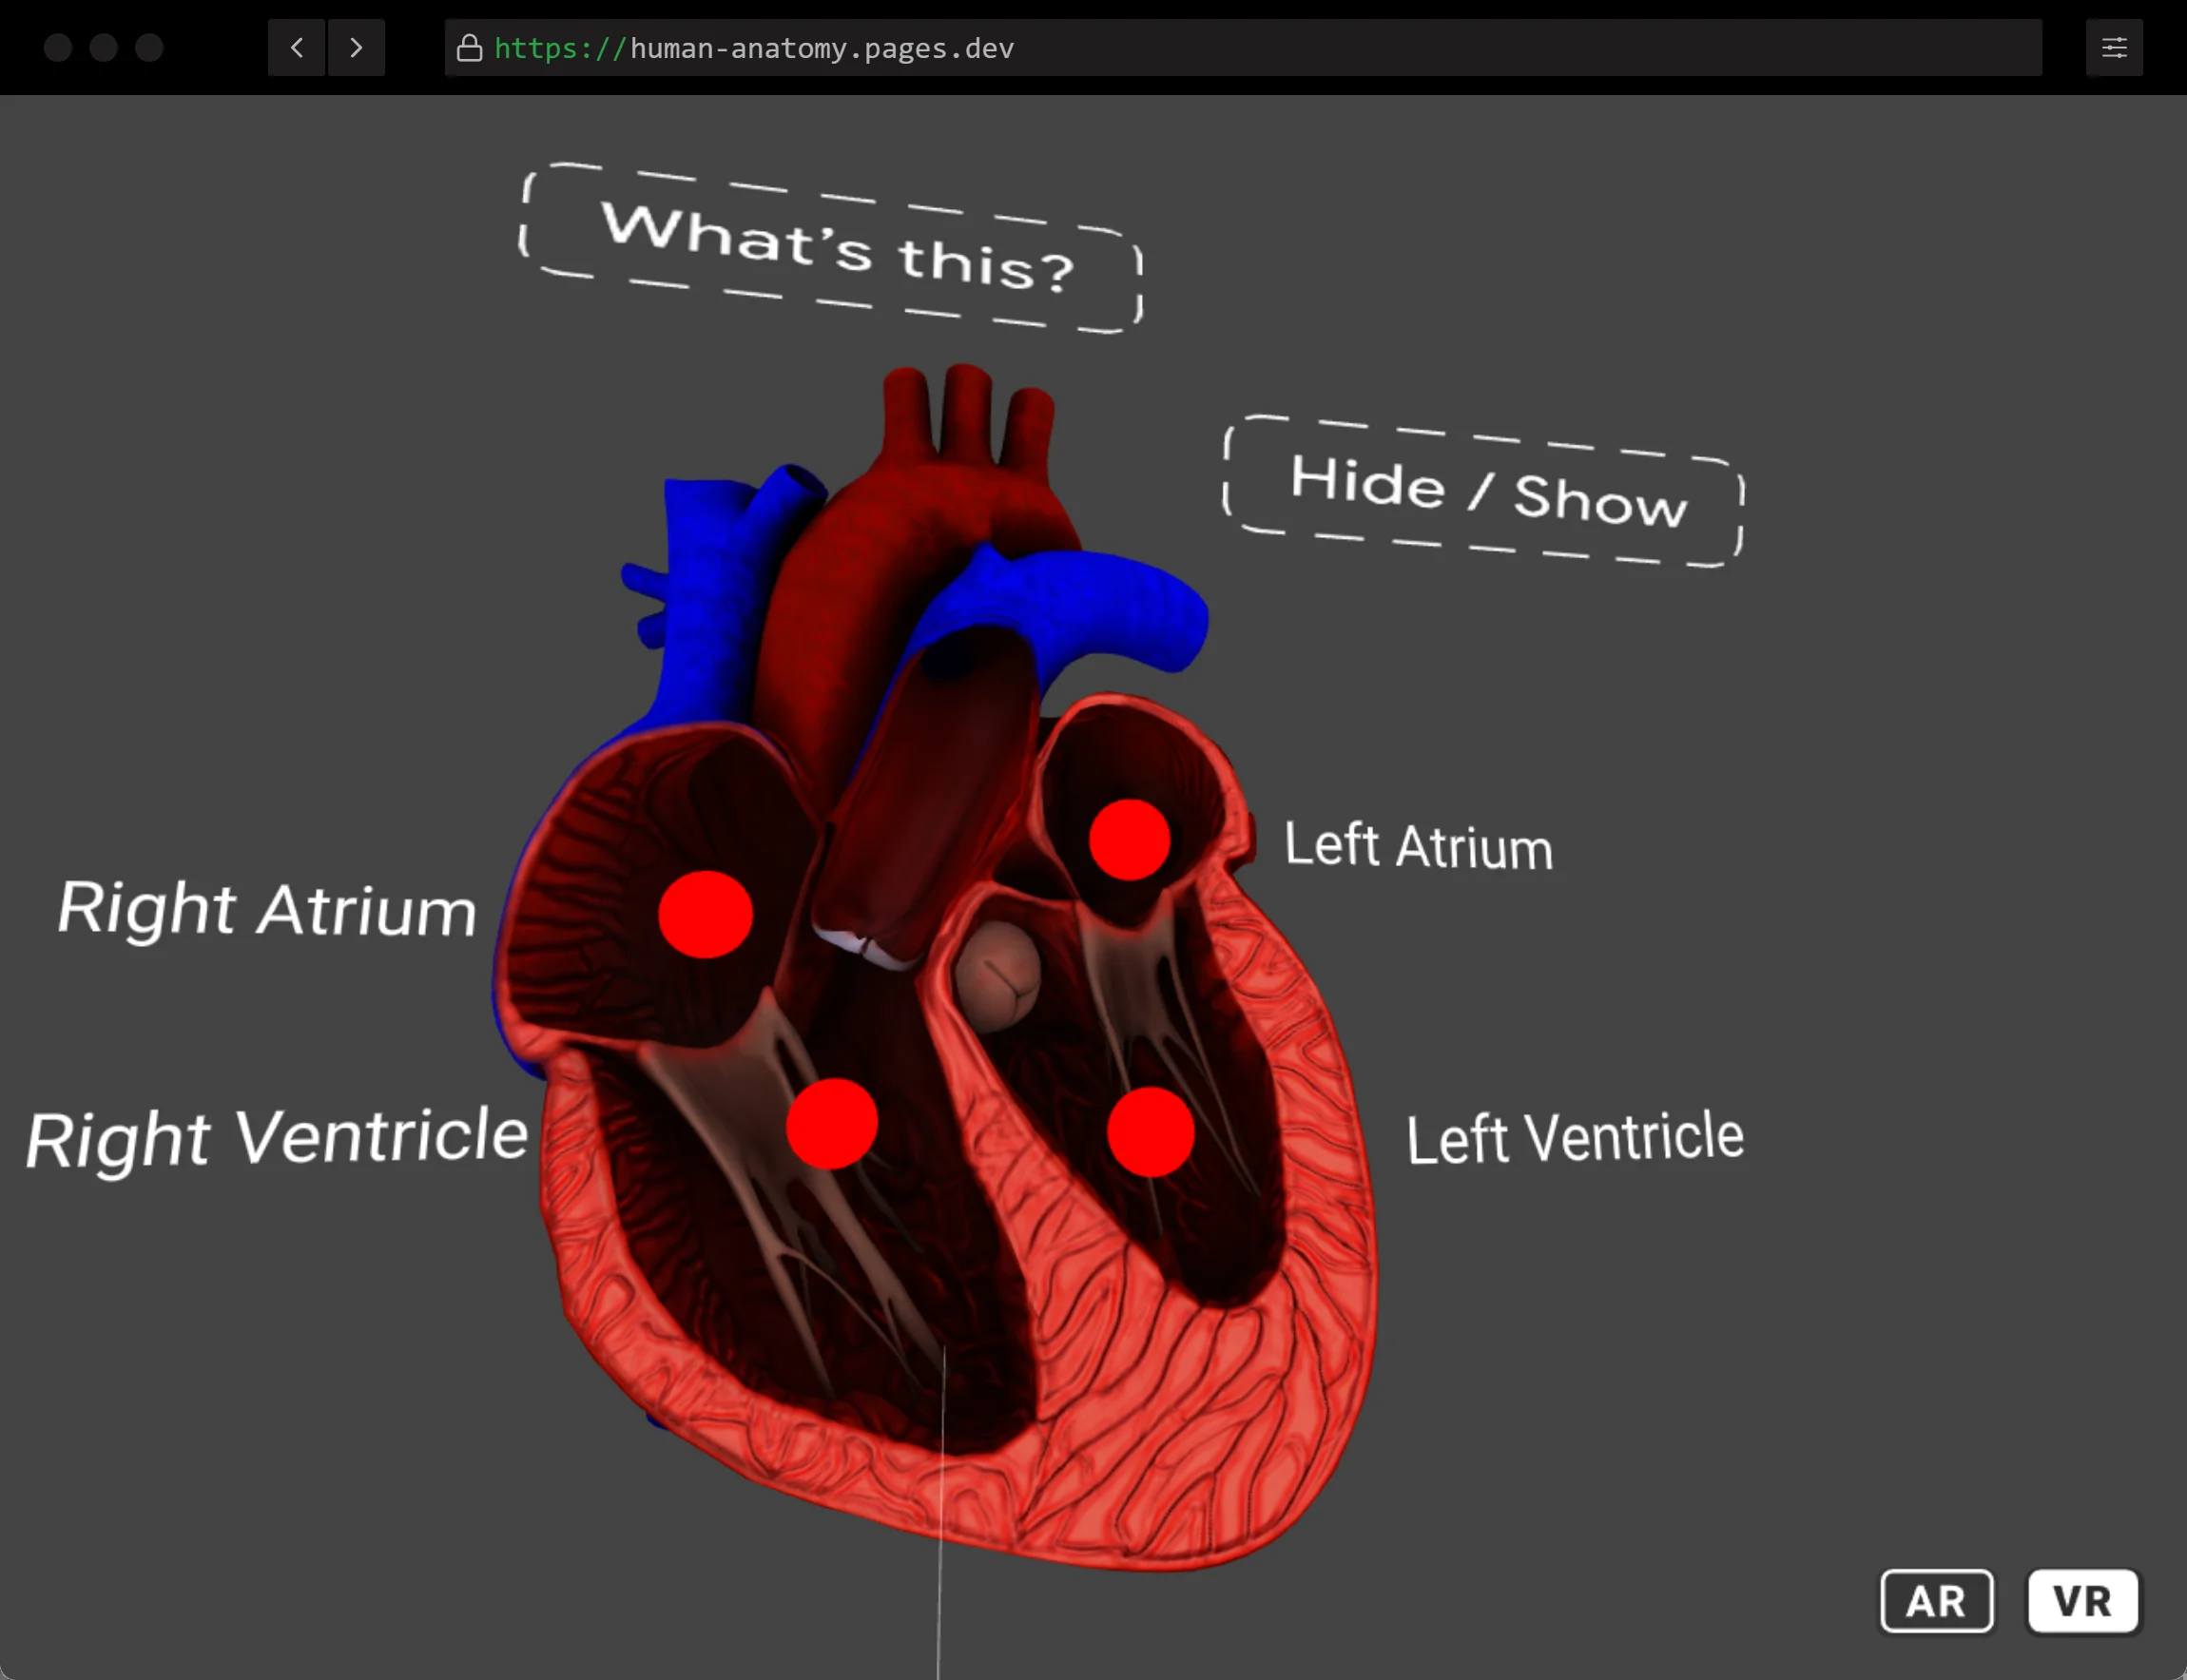 https://human-anatomy.pages.dev
What's this?
Hide / Show
Left Atrium
Right Atrium
Right Ventricle
Left Ventricle
AR
VR